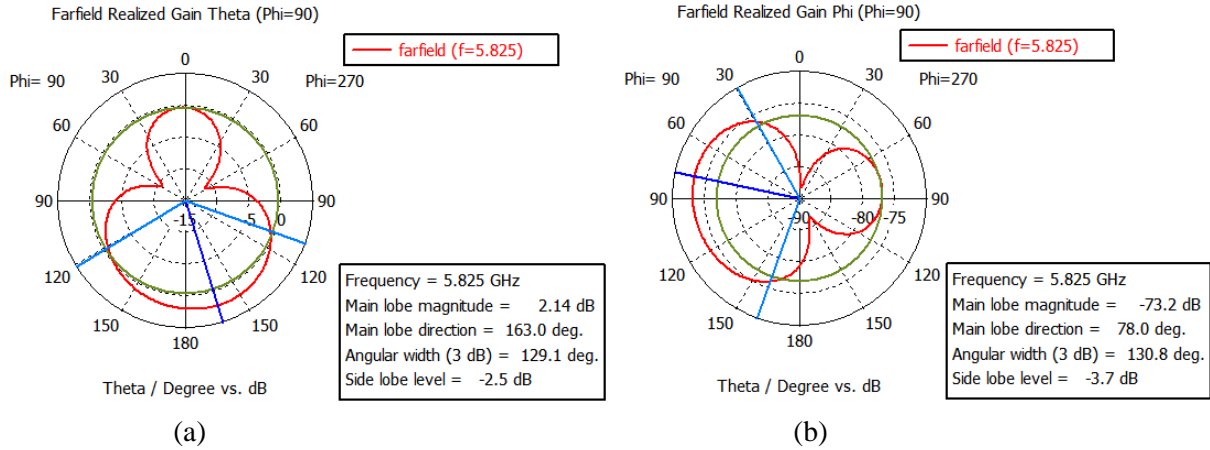 Farfield Realized Gain Theta (Phi=90)
farfield (f=5.825)
0
30
30
Phi= 90
Phi=270
60
60
90
90
-15
-5
0
120
120
150
150
180
Theta / Degree vs. dB
Frequency = 5.825 GHz
Main lobe magnitude = 2.14 dB
Main lobe direction = 163.0 deg.
Angular width (3 dB) = 129.1 deg.
Side lobe level = -2.5 dB
(a)
Farfield Realized Gain Phi (Phi=90)
farfield (f=5.825)
0
30
30
Phi= 90
Phi=270
60
60
90
90
-90
-80
-75
120
120
150
150
180
Theta / Degree vs. dB
Frequency = 5.825 GHz
Main lobe magnitude = -73.2 dB
Main lobe direction = 78.0 deg.
Angular width (3 dB) = 130.8 deg.
Side lobe level = -3.7 dB
(b)